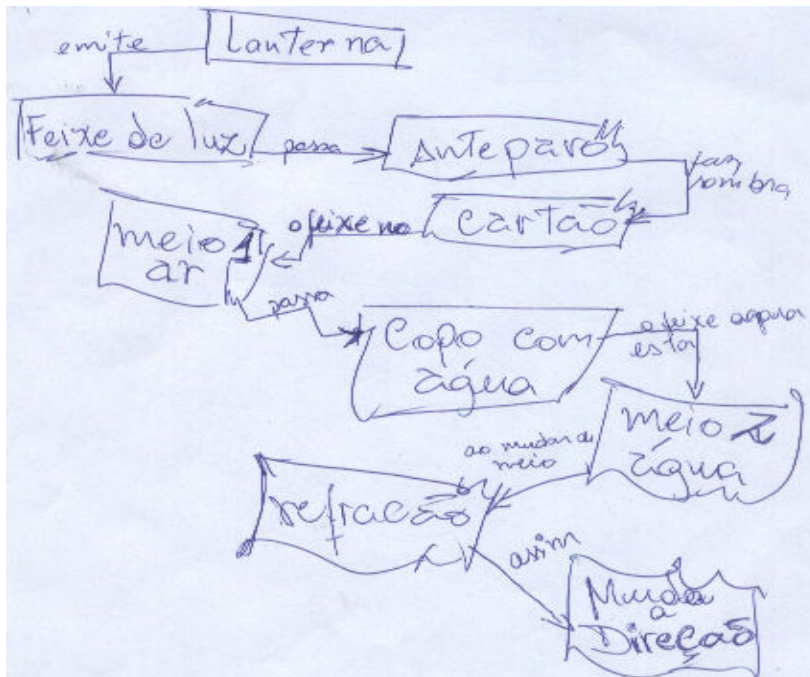 emite
Lanterna
Feixe de luz
passa
Anteparo
faz
sombra
Cartão
o feixe no
meio 1
ar
passa
Copo com
água
o feixe agora
está
meio 2
água
ao mudar de
meio
refração
assim
Muda
a
Direção